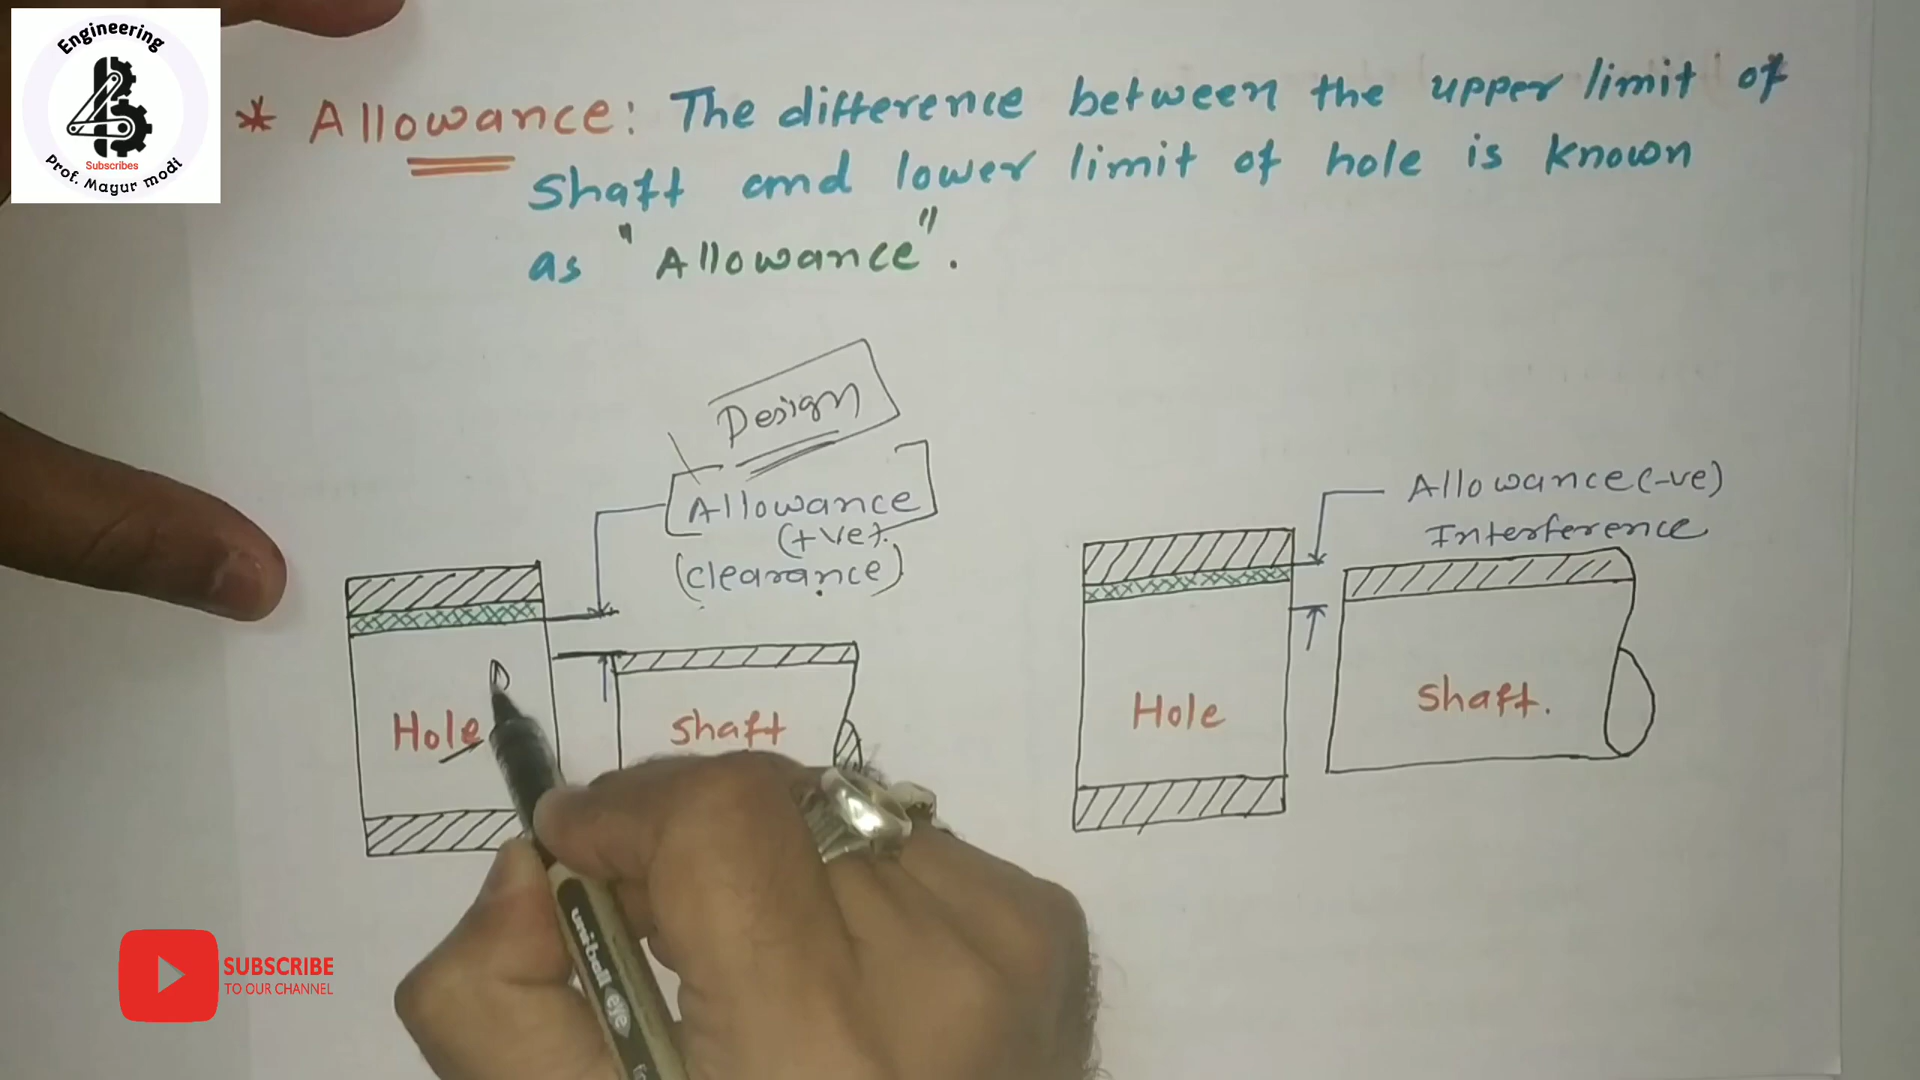 Engineering
Subscribes
Prof. Mayur modi
* Allowance: The difference between the upper limit of
Shaft and lower limit of hole is known
as "Allowance".
Design
Allowance
(+ve).
(clearance)
Hole
Shaft
Allowance (-ve)
Interference
Hole
Shaft.
uni-ball eye
SUBSCRIBE
TO OUR CHANNEL